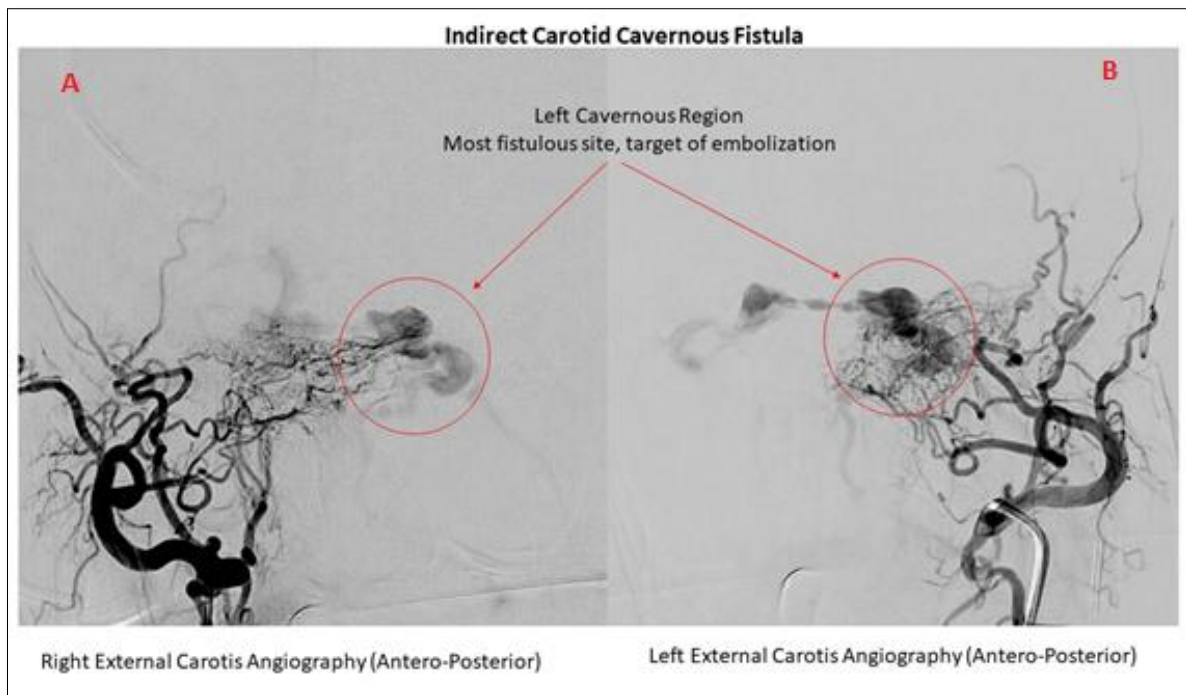 Indirect Carotid Cavernous Fistula
A
B
Left Cavernous Region
Most fistulous site, target of embolization
Right External Carotis Angiography (Antero-Posterior)
Left External Carotis Angiography (Antero-Posterior)